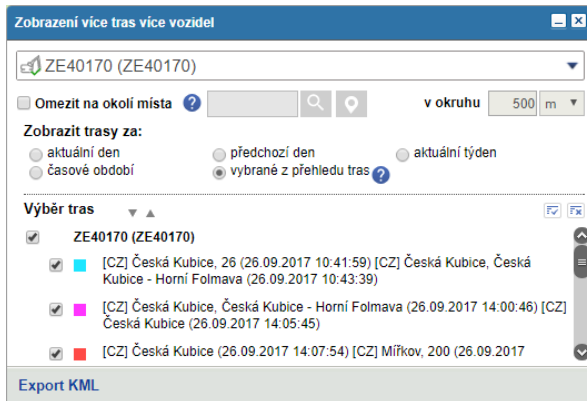 Zobrazení více tras více vozidel
ZE40170 (ZE40170)
Omezit na okolí místa ? v okruhu 500 m
Zobrazit trasy za:
aktuální den předchozí den aktuální týden
časové období vybrané z přehledu tras ?
Výběr tras
ZE40170 (ZE40170)
[CZ] Česká Kubice, 26 (26.09.2017 10:41:59) [CZ] Česká Kubice, Česká
Kubice - Horní Folmava (26.09.2017 10:43:39)
[CZ] Česká Kubice, Česká Kubice - Horní Folmava (26.09.2017 14:00:46) [CZ]
Česká Kubice (26.09.2017 14:05:45)
[CZ] Česká Kubice (26.09.2017 14:07:54) [CZ] Mířkov, 200 (26.09.2017
Export KML